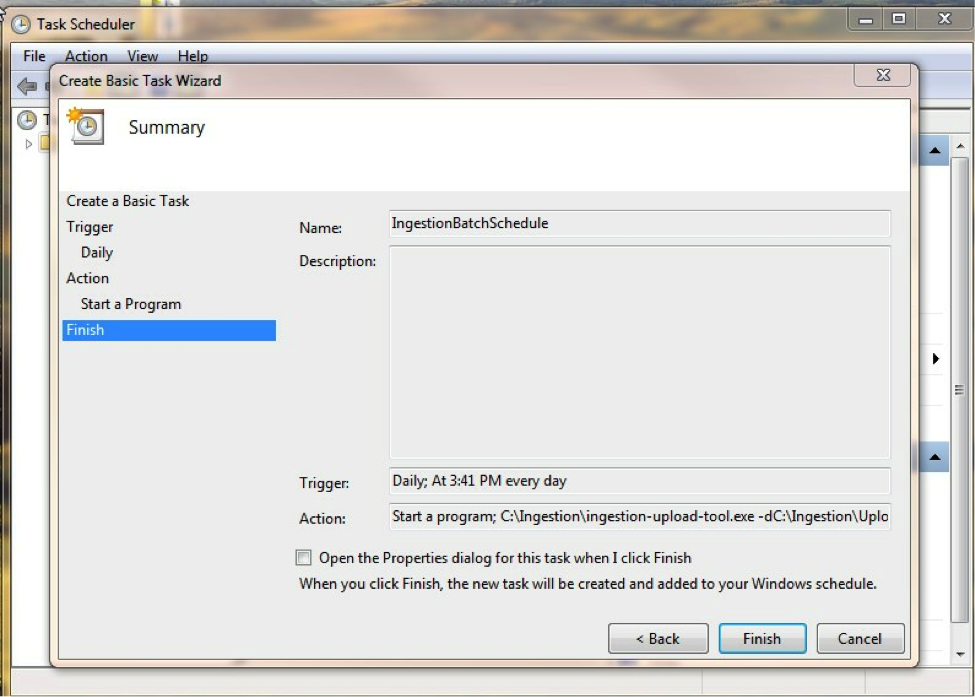 Task Scheduler
File Action View Help
Create Basic Task Wizard
Summary
Create a Basic Task
Trigger
Daily
Action
Start a Program
Finish
Name: IngestionBatchSchedule
Description:
Trigger: Daily; At 3:41 PM every day
Action: Start a program; C:\Ingestion\ingestion-upload-tool.exe -dC:\Ingestion\Uplo
Open the Properties dialog for this task when I click Finish
When you click Finish, the new task will be created and added to your Windows schedule.
< Back Finish Cancel